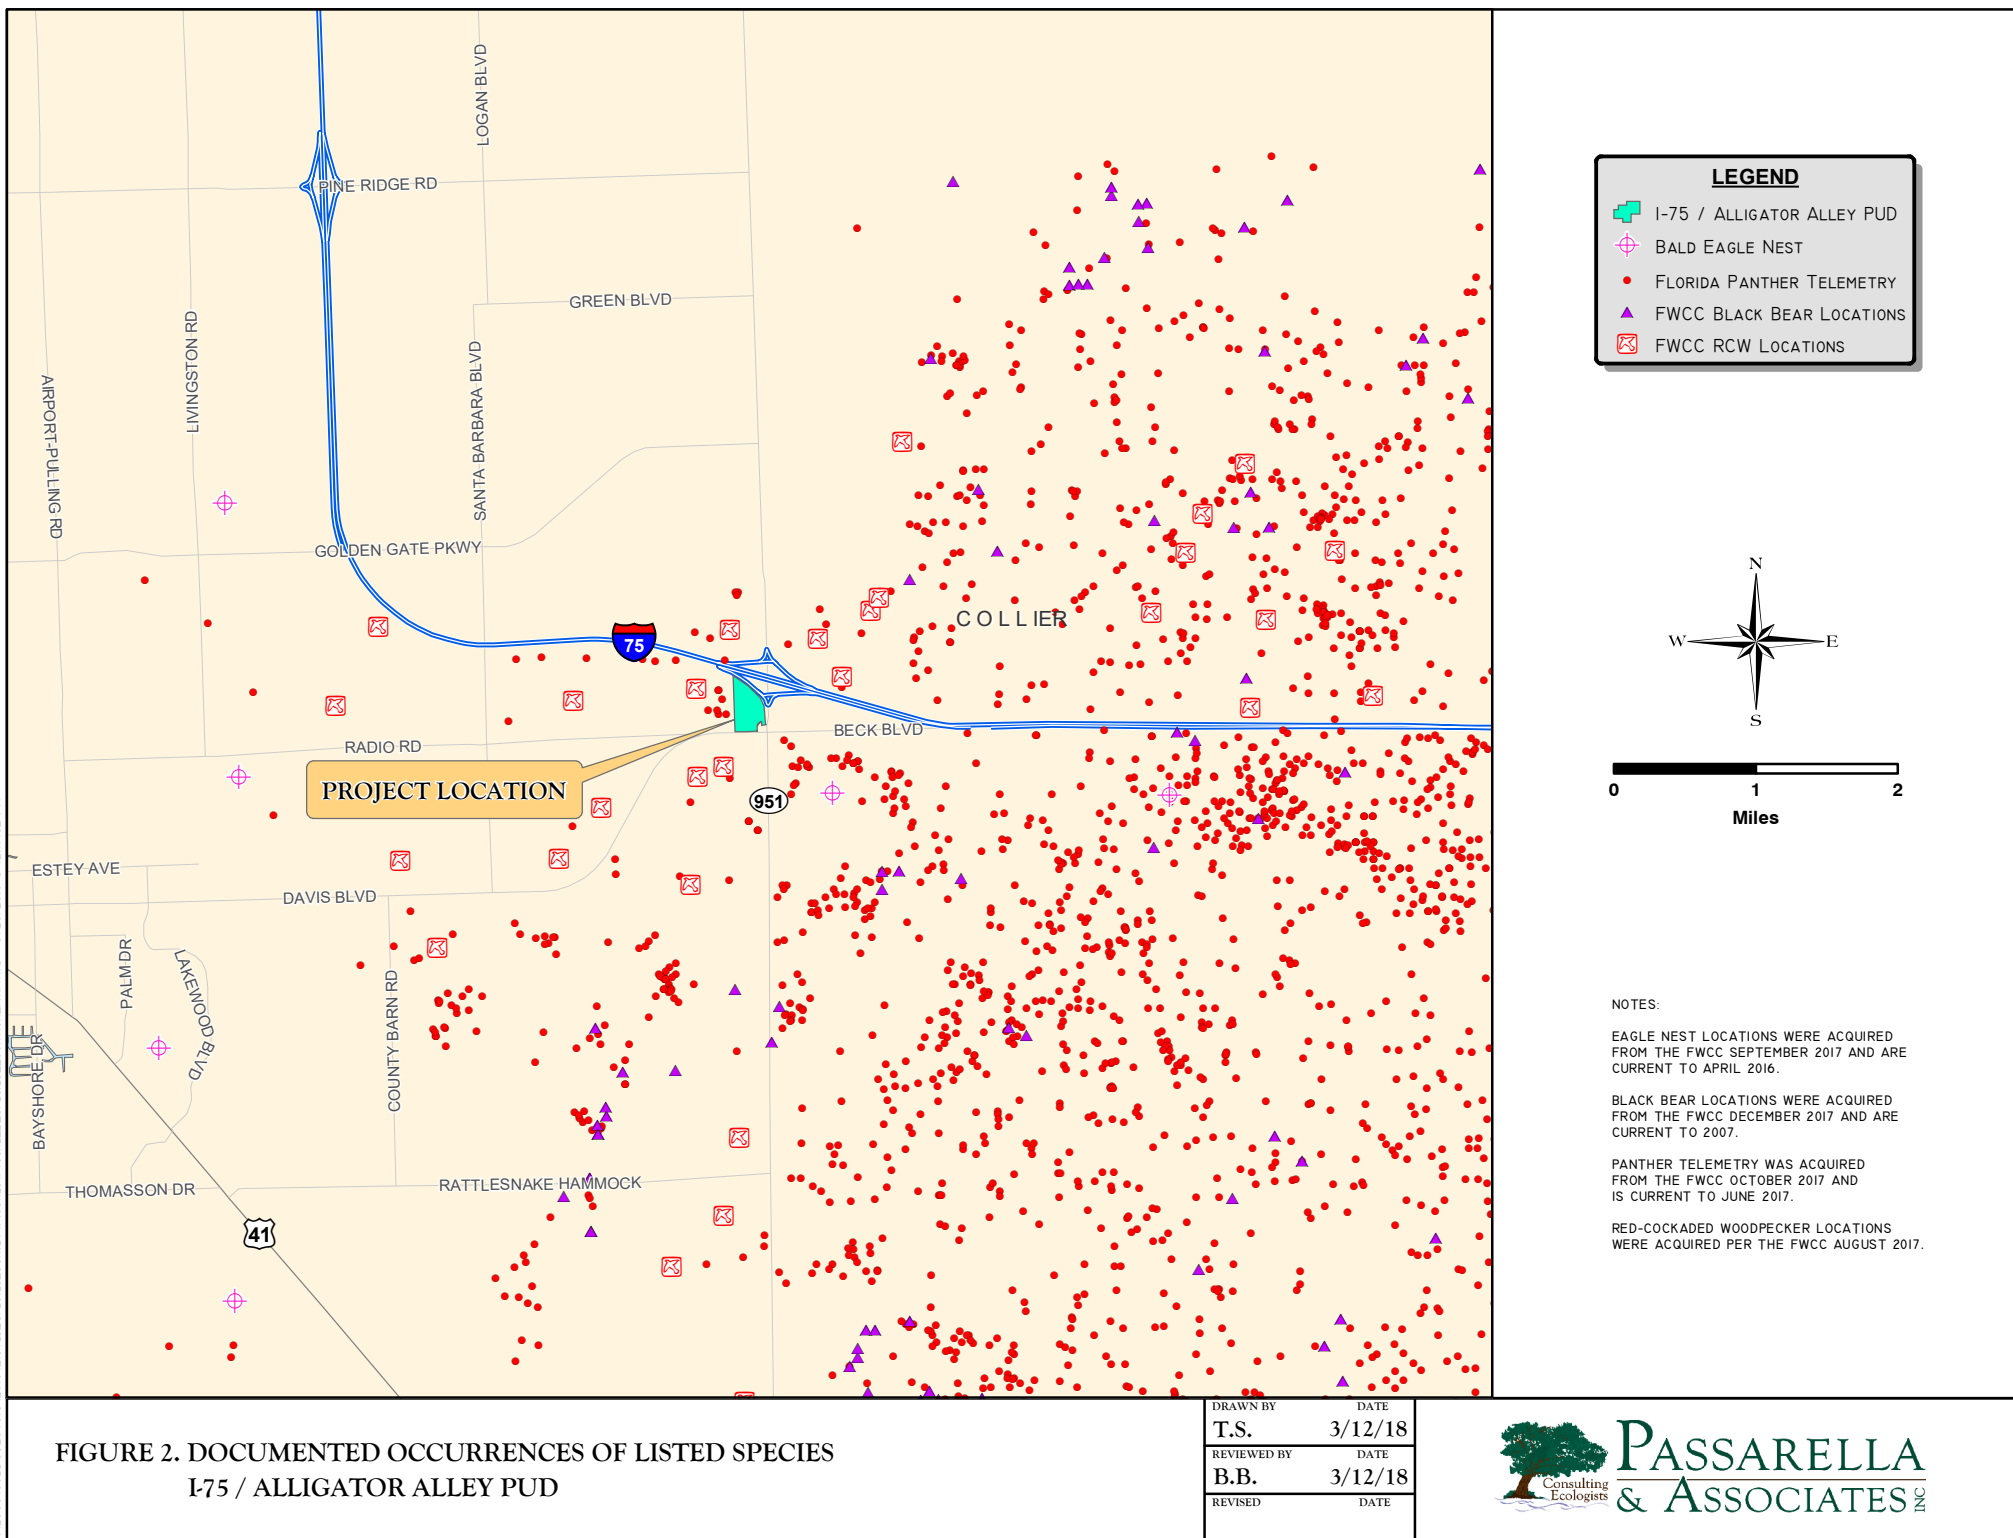 LOGAN BLVD
PINE RIDGE RD
GREEN BLVD
LIVINGSTON RD
SANTA BARBARA BLVD
AIRPORT-PULLING RD
GOLDEN GATE PKWY
COLLIER
75
BECK BLVD
RADIO RD
PROJECT LOCATION
951
ESTEY AVE
DAVIS BLVD
PALM DR
LAKEWOOD BLVD
COUNTY BARN RD
BAYSHORE DR
THOMASSON DR
RATTLESNAKE HAMMOCK
41
LEGEND
I-75 / ALLIGATOR ALLEY PUD
BALD EAGLE NEST
FLORIDA PANTHER TELEMETRY
FWCC BLACK BEAR LOCATIONS
FWCC RCW LOCATIONS
N
W E
S
0 1 2
Miles
NOTES:
EAGLE NEST LOCATIONS WERE ACQUIRED
FROM THE FWCC SEPTEMBER 2017 AND ARE
CURRENT TO APRIL 2016.
BLACK BEAR LOCATIONS WERE ACQUIRED
FROM THE FWCC DECEMBER 2017 AND ARE
CURRENT TO 2007.
PANTHER TELEMETRY WAS ACQUIRED
FROM THE FWCC OCTOBER 2017 AND
IS CURRENT TO JUNE 2017.
RED-COCKADED WOODPECKER LOCATIONS
WERE ACQUIRED PER THE FWCC AUGUST 2017.
FIGURE 2. DOCUMENTED OCCURRENCES OF LISTED SPECIES
I-75 / ALLIGATOR ALLEY PUD
DRAWN BY DATE
T.S. 3/12/18
REVIEWED BY DATE
B.B. 3/12/18
REVISED DATE
Consulting
Ecologists
PASSARELLA
& ASSOCIATES INC